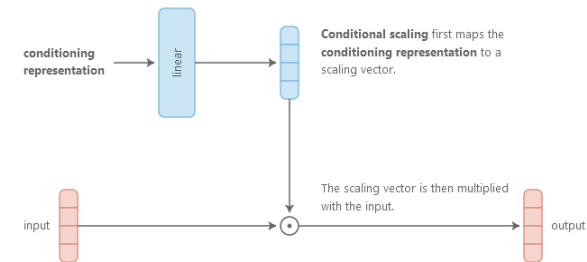 conditioning
representation
linear
Conditional scaling first maps the
conditioning representation to a
scaling vector.
The scaling vector is then multiplied
with the input.
input
output